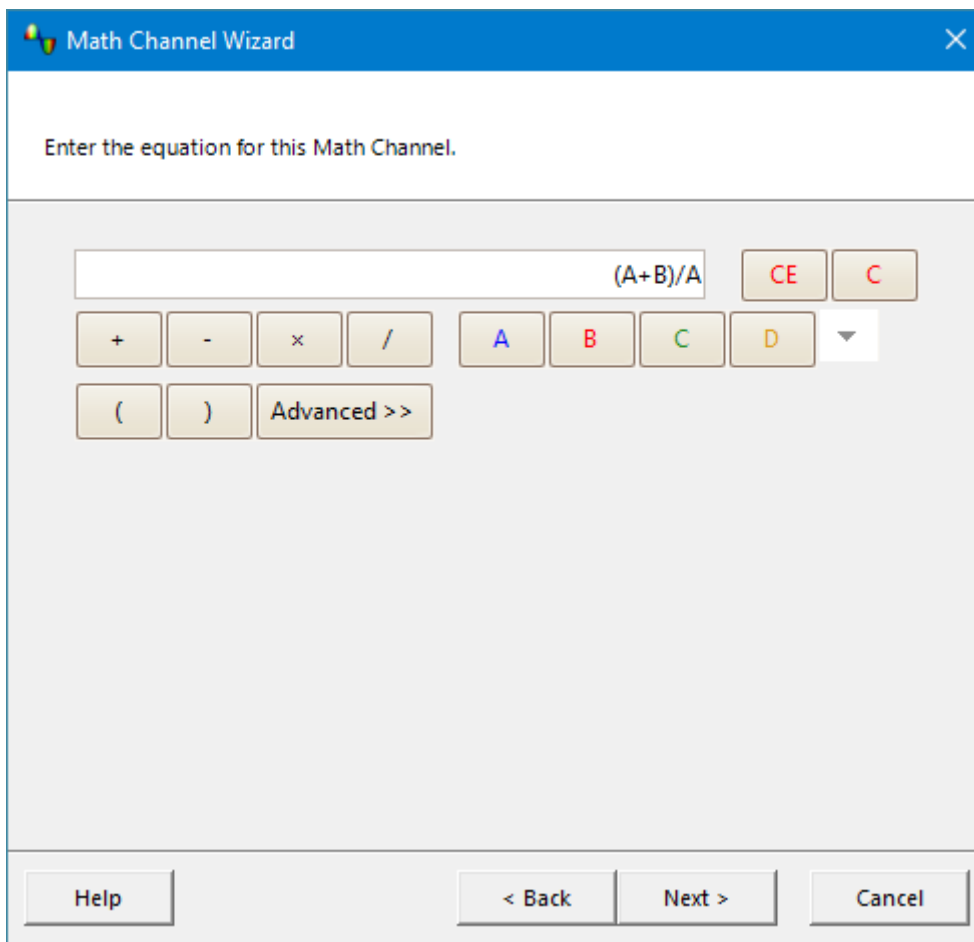 Math Channel Wizard
Enter the equation for this Math Channel.
(A+B)/A CE C
+ - × / A B C D
( ) Advanced >>
Help < Back Next > Cancel